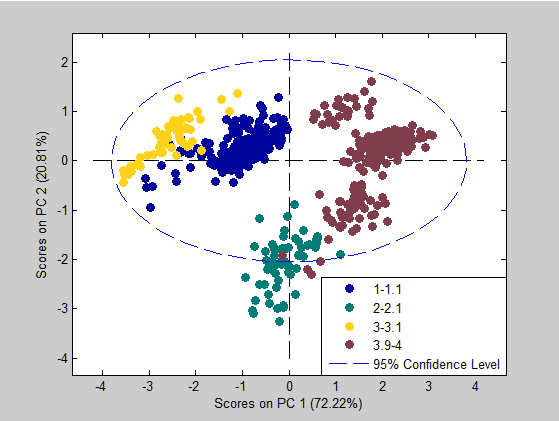 2
1
0
-1
-2
-3
-4
Scores on PC 2 (20.81%)
-4 -3 -2 -1 0 1 2 3 4
Scores on PC 1 (72.22%)
1-1.1
2-2.1
3-3.1
3.9-4
95% Confidence Level